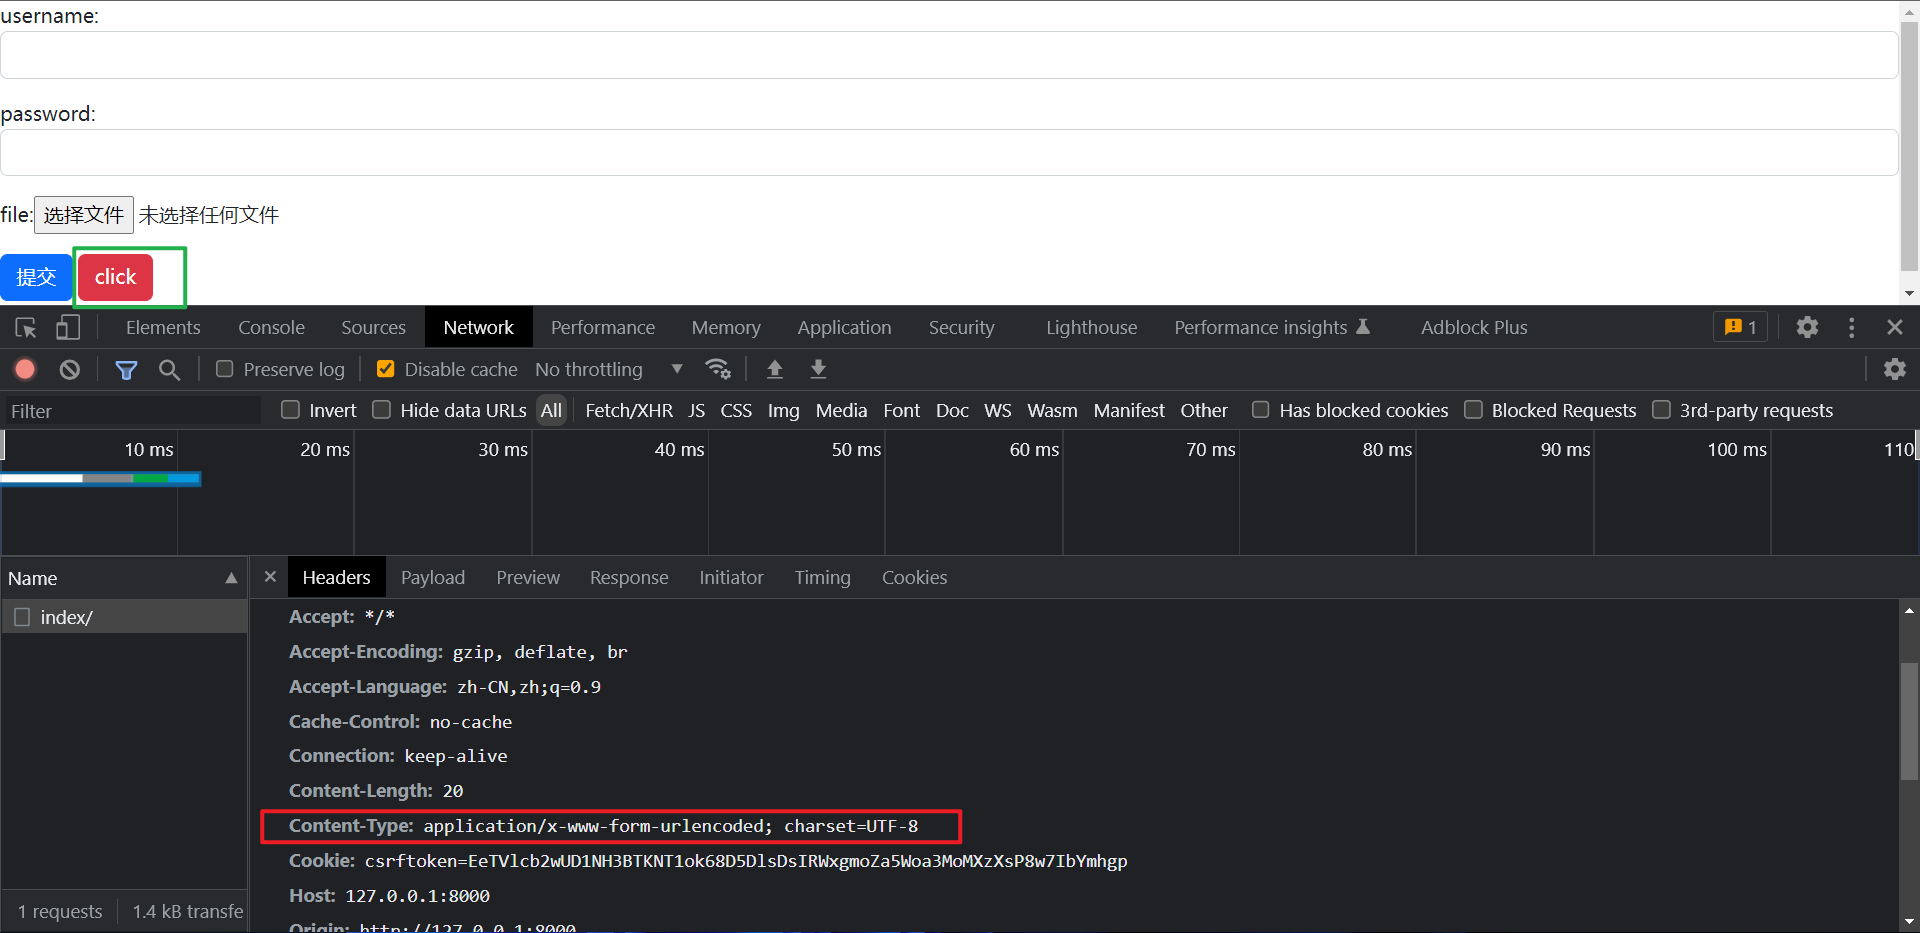 username:
password:
file: 选择文件 未选择任何文件
提交 click
Elements Console Sources Network Performance Memory Application Security Lighthouse Performance insights Adblock Plus 1
Preserve log Disable cache No throttling
Filter Invert Hide data URLs All Fetch/XHR JS CSS Img Media Font Doc WS Wasm Manifest Other Has blocked cookies Blocked Requests 3rd-party requests
10 ms 20 ms 30 ms 40 ms 50 ms 60 ms 70 ms 80 ms 90 ms 100 ms 110
Name Headers Payload Preview Response Initiator Timing Cookies
index/
Accept: */*
Accept-Encoding: gzip, deflate, br
Accept-Language: zh-CN,zh;q=0.9
Cache-Control: no-cache
Connection: keep-alive
Content-Length: 20
Content-Type: application/x-www-form-urlencoded; charset=UTF-8
Cookie: csrftoken=EeTVlcb2wUD1NH3BTKNT1ok68D5DlsDsIRWxgmoZa5Woa3MoMXzXsP8w7IbYmhgp
Host: 127.0.0.1:8000
Origin: http://127.0.0.1:8000
1 requests 1.4 kB transfe